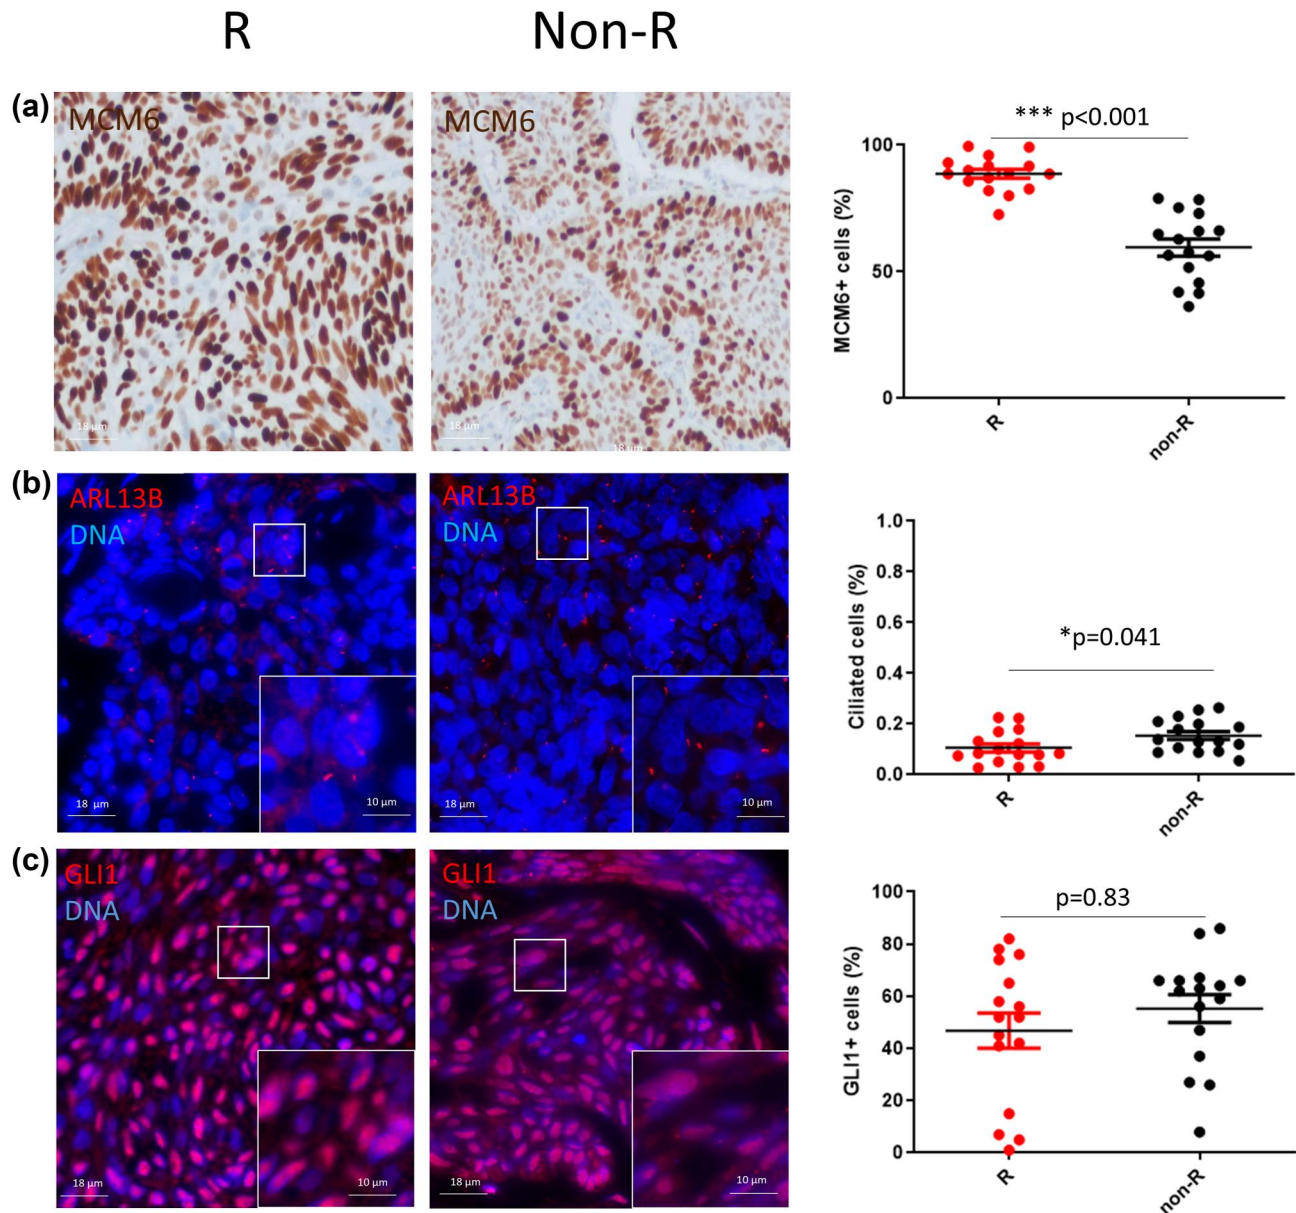 R Non-R
(a)
MCM6
MCM6
18 µm
18 µm
*** p<0.001
MCM6+ cells (%)
100
50
0
R
non-R
(b)
ARL13B
DNA
18 µm
10 µm
ARL13B
DNA
18 µm
10 µm
*p=0.041
Ciliated cells (%)
1.0
0.8
0.6
0.4
0.2
0.0
R
non-R
(c)
GLI1
DNA
18 µm
10 µm
GLI1
DNA
18 µm
10 µm
p=0.83
GLI1+ cells (%)
100
80
60
40
20
0
R
non-R